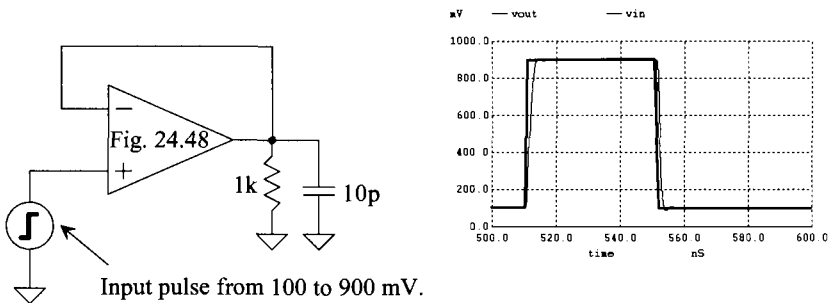 Fig. 24.48
−
+
1k
10p
Input pulse from 100 to 900 mV.
mV — vout — vin
1000.0
800.0
600.0
400.0
200.0
0.0
500.0 520.0 540.0 560.0 580.0 600.0
time nS